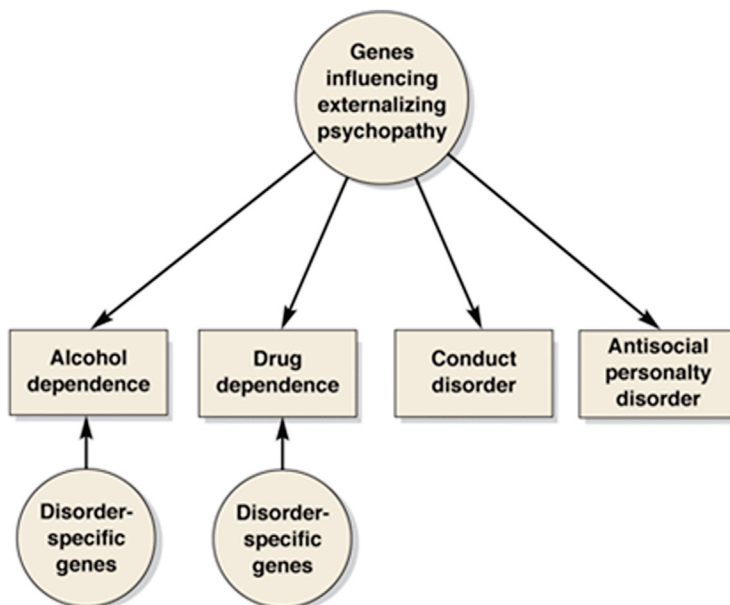 Genes
influencing
externalizing
psychopathy
Alcohol
dependence
Drug
dependence
Conduct
disorder
Antisocial
personalty
disorder
Disorder-
specific
genes
Disorder-
specific
genes